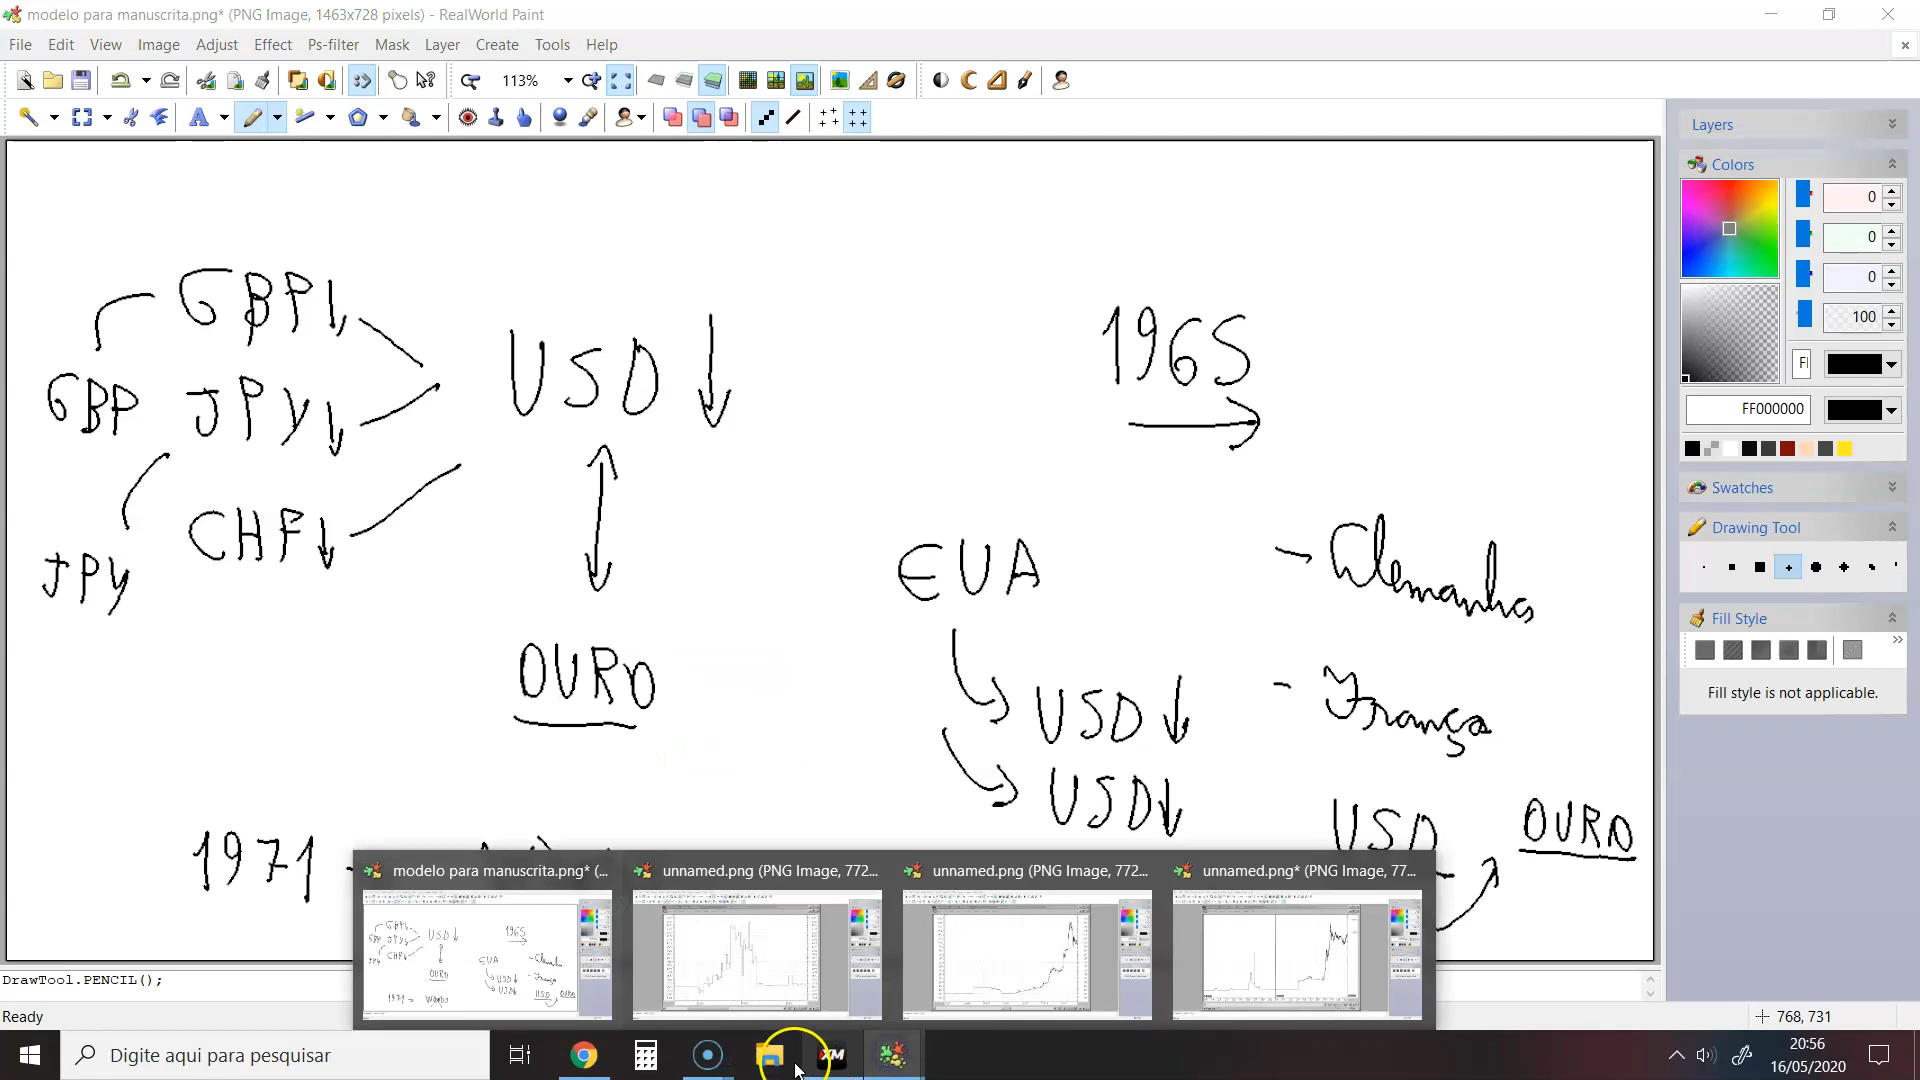 modelo para manuscrita.png* (PNG Image, 1463x728 pixels) - RealWorld Paint
File Edit View Image Adjust Effect Ps-filter Mask Layer Create Tools Help
113%
Layers
Colors
0
0
0
100
FI
FF000000
Swatches
Drawing Tool
Fill Style
Fill style is not applicable.
GBP
GBP JPY
CHF
JPY
USD
OURO
1965
EUA
USD
USD
- Alemanha
- França
USD OURO
1971 -
modelo para manuscrita.png* (...
unnamed.png (PNG Image, 772...
unnamed.png (PNG Image, 772...
unnamed.png* (PNG Image, 77...
DrawTool.PENCIL();
Ready
768, 731
Digite aqui para pesquisar
XM
20:56
16/05/2020